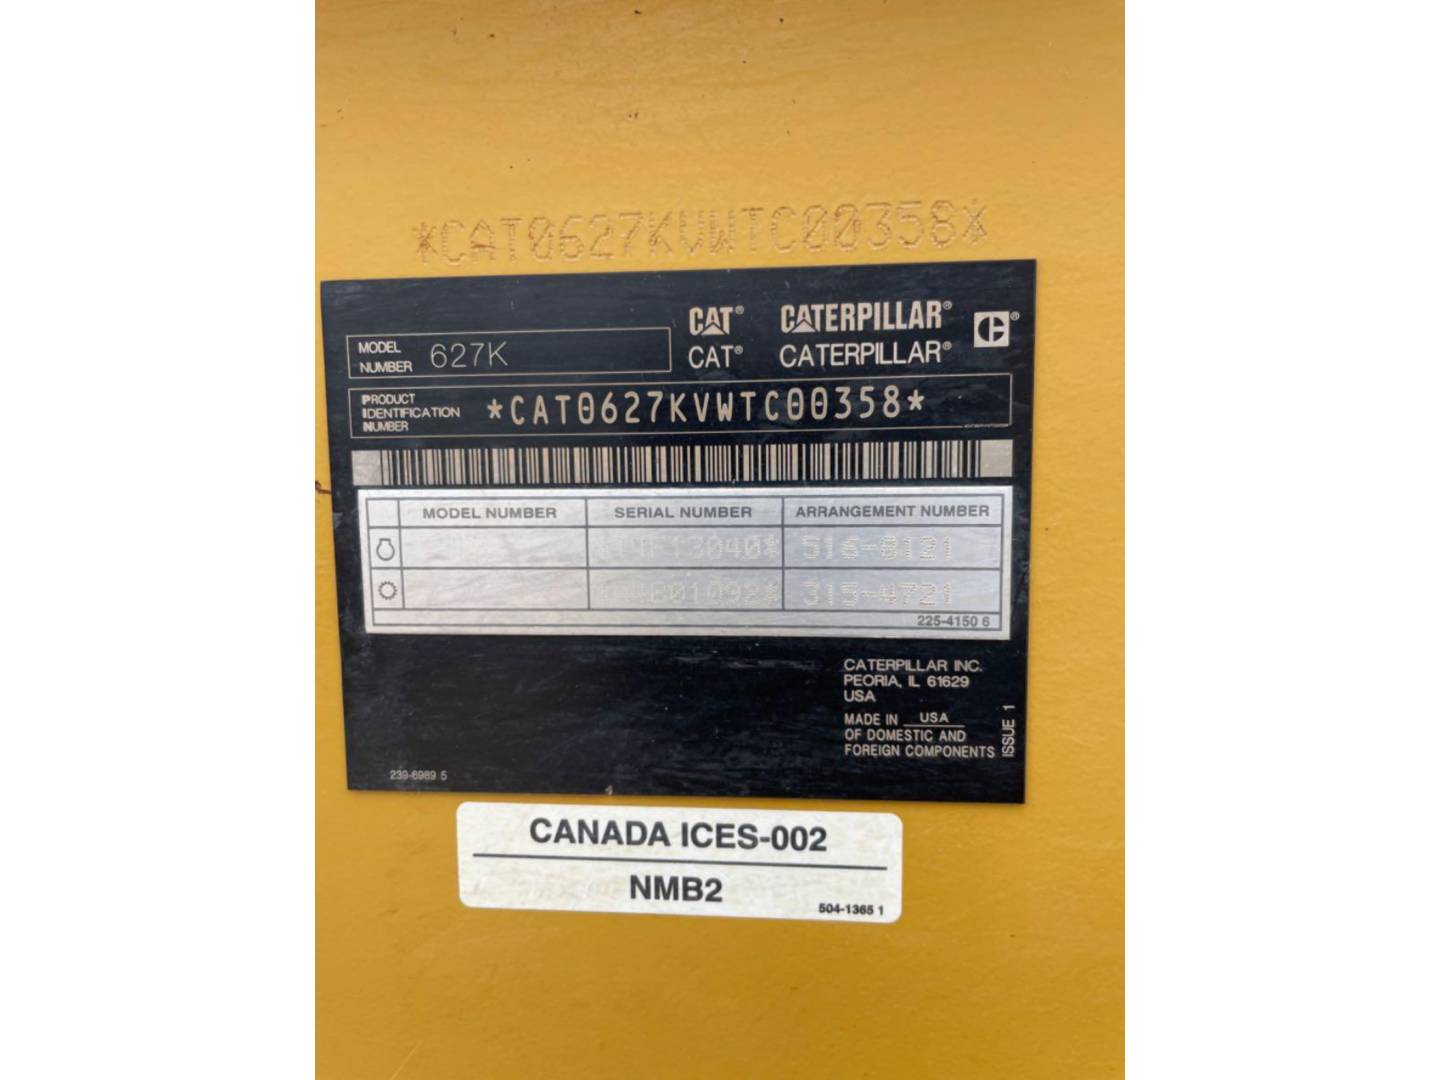 *CAT0627KVWTC00358*
CAT® CATERPILLAR®
CAT® CATERPILLAR®
MODEL NUMBER 627K
PRODUCT IDENTIFICATION NUMBER *CAT0627KVWTC00358*
MODEL NUMBER SERIAL NUMBER ARRANGEMENT NUMBER
516-8121
315-4721
225-4150 6
CATERPILLAR INC.
PEORIA, IL 61629
USA
MADE IN USA
OF DOMESTIC AND
FOREIGN COMPONENTS
ISSUE 1
239-6989 5
CANADA ICES-002
NMB2
504-1365 1